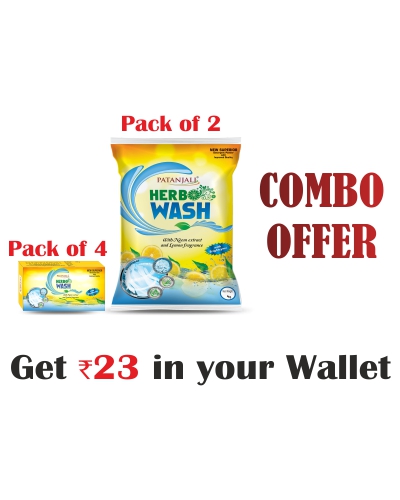 Pack of 2
PATANJALI
HERBO
WASH
With Neem extract
and Lemon fragrance
COMBO
OFFER
Pack of 4
PATANJALI
HERBO
WASH
Get ₹23 in your Wallet